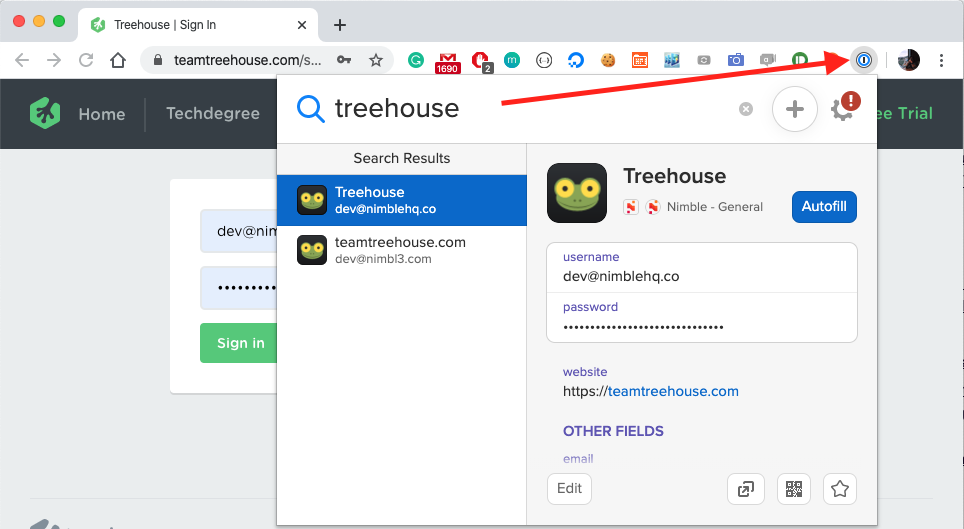 Treehouse | Sign In
teamtreehouse.com/s...
1690
2
Home
Techdegree
ee Trial
treehouse
Search Results
Treehouse
dev@nimblehq.co
teamtreehouse.com
dev@nimbl3.com
Treehouse
Nimble - General
Autofill
username
dev@nimblehq.co
password
website
https://teamtreehouse.com
OTHER FIELDS
email
Edit
dev@nim
Sign in